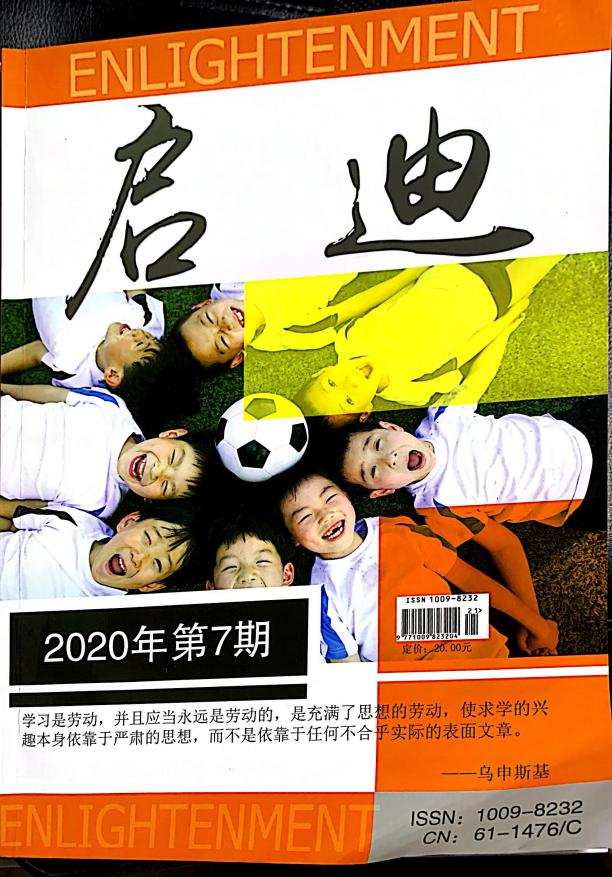 ENLIGHTENMENT
启迪
ISSN 1009-8232
21>
9 771009 823204
定价：20.00元
2020年第7期
学习是劳动，并且应当永远是劳动的，是充满了思想的劳动，使求学的兴
趣本身依靠于严肃的思想，而不是依靠于任何不合乎实际的表面文章。
——乌申斯基
ENLIGHTENMENT
ISSN: 1009-8232
CN: 61-1476/C